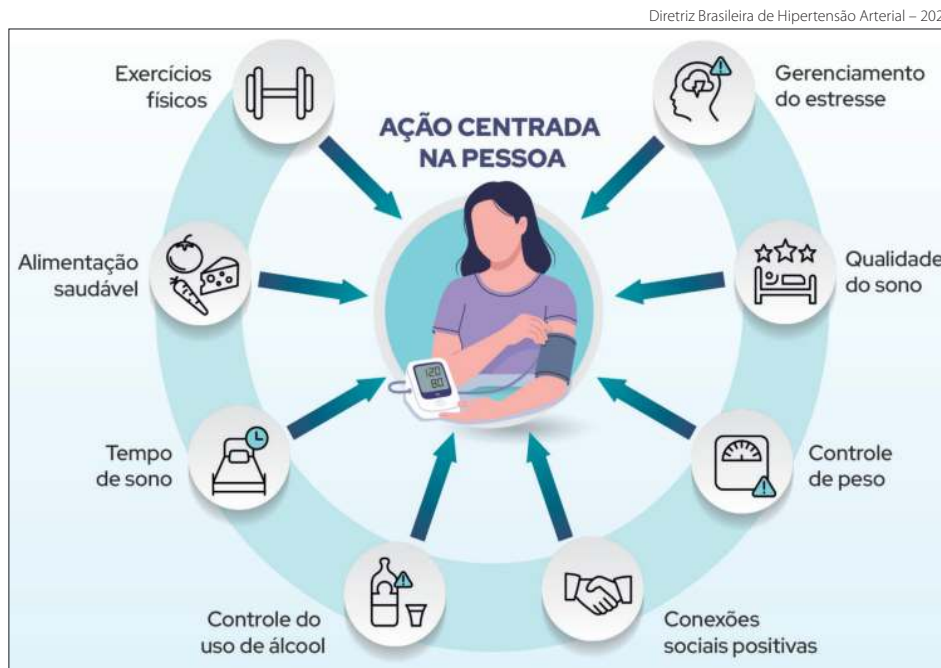 Diretriz Brasileira de Hipertensão Arterial – 202
Exercícios
físicos
Gerenciamento
do estresse
AÇÃO CENTRADA
NA PESSOA
Alimentação
saudável
Qualidade
do sono
120
80
Tempo
de sono
Controle
de peso
Controle do
uso de álcool
Conexões
sociais positivas